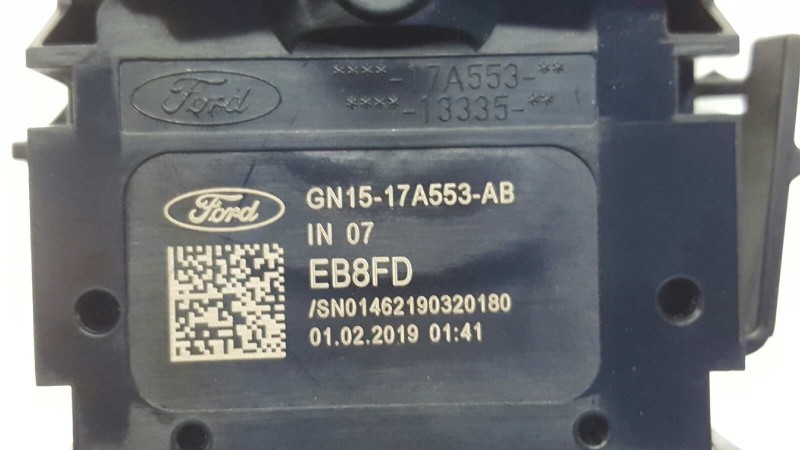 Ford
****-17A553-**
****-13335-**
Ford
GN15-17A553-AB
IN 07
EB8FD
/SN01462190320180
01.02.2019 01:41